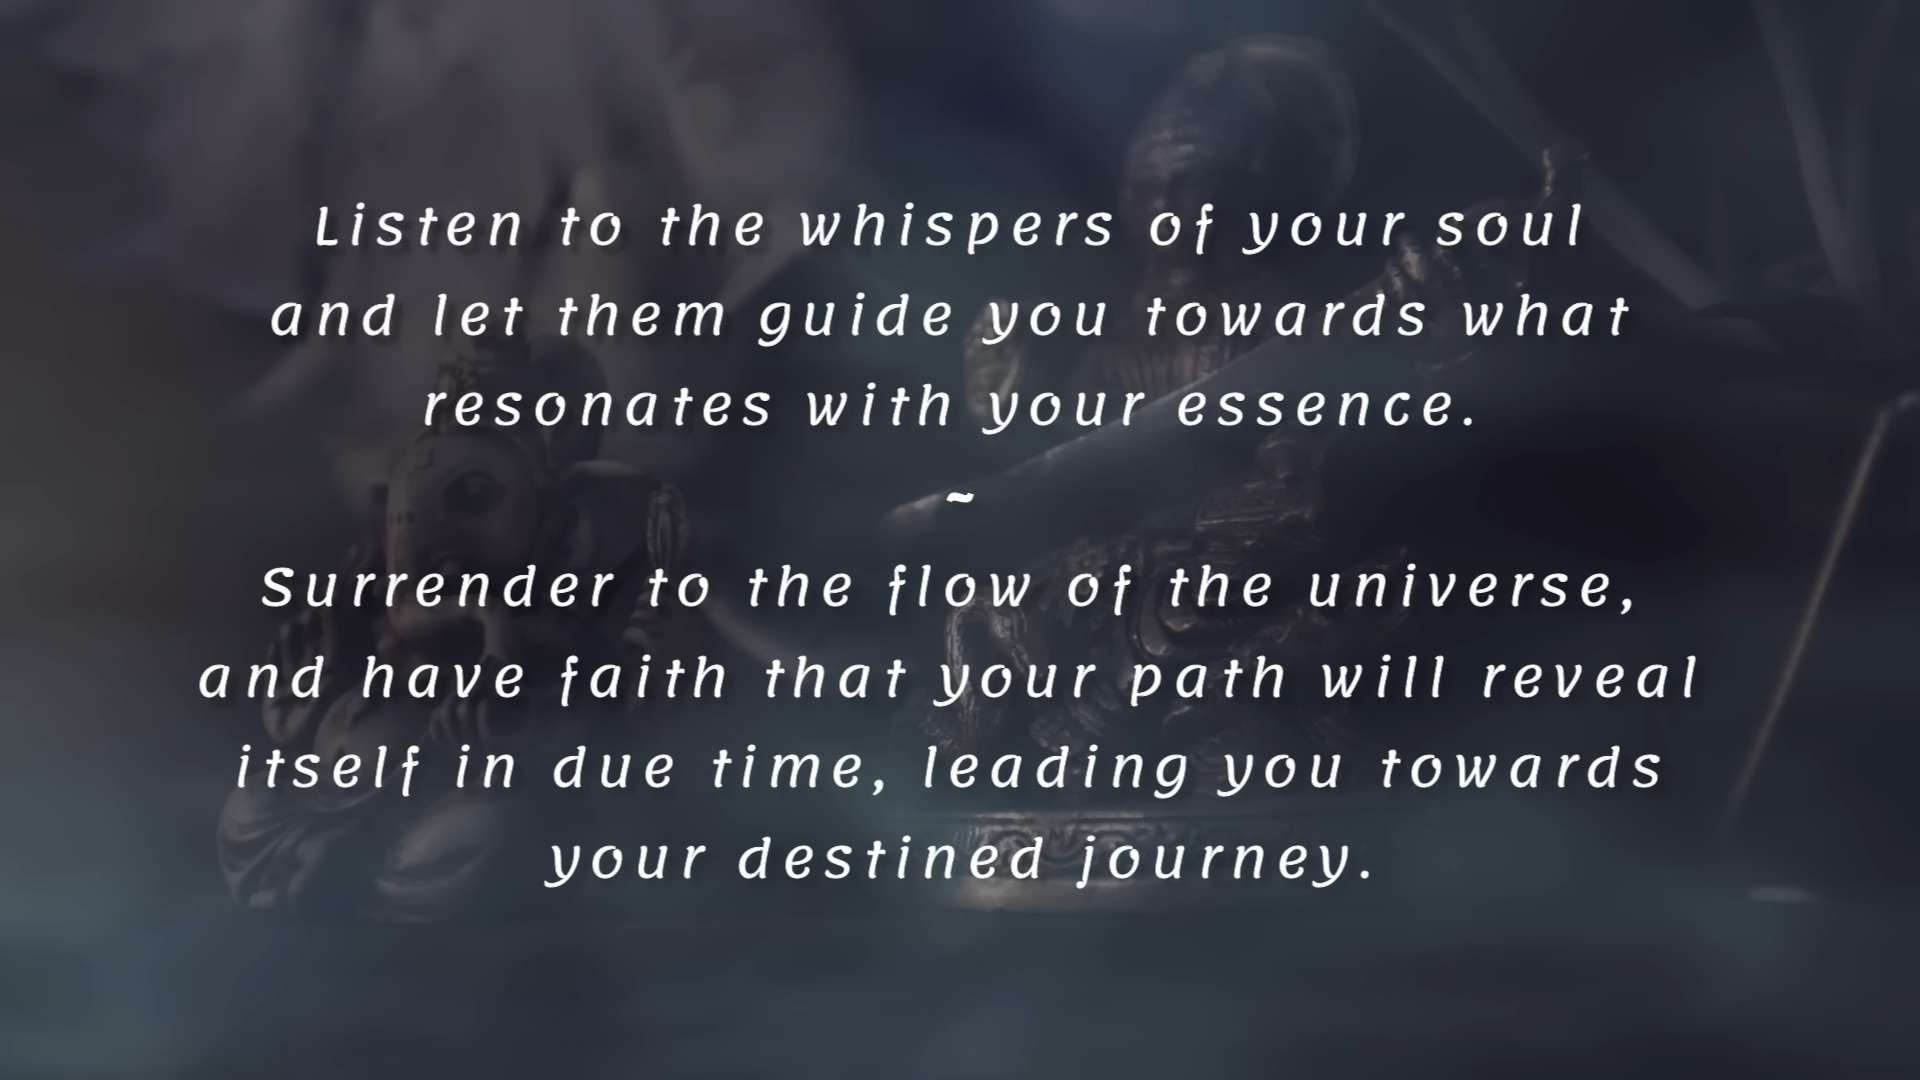 Listen to the whispers of your soul
and let them guide you towards what
resonates with your essence.
~
Surrender to the flow of the universe,
and have faith that your path will reveal
itself in due time, leading you towards
your destined journey.